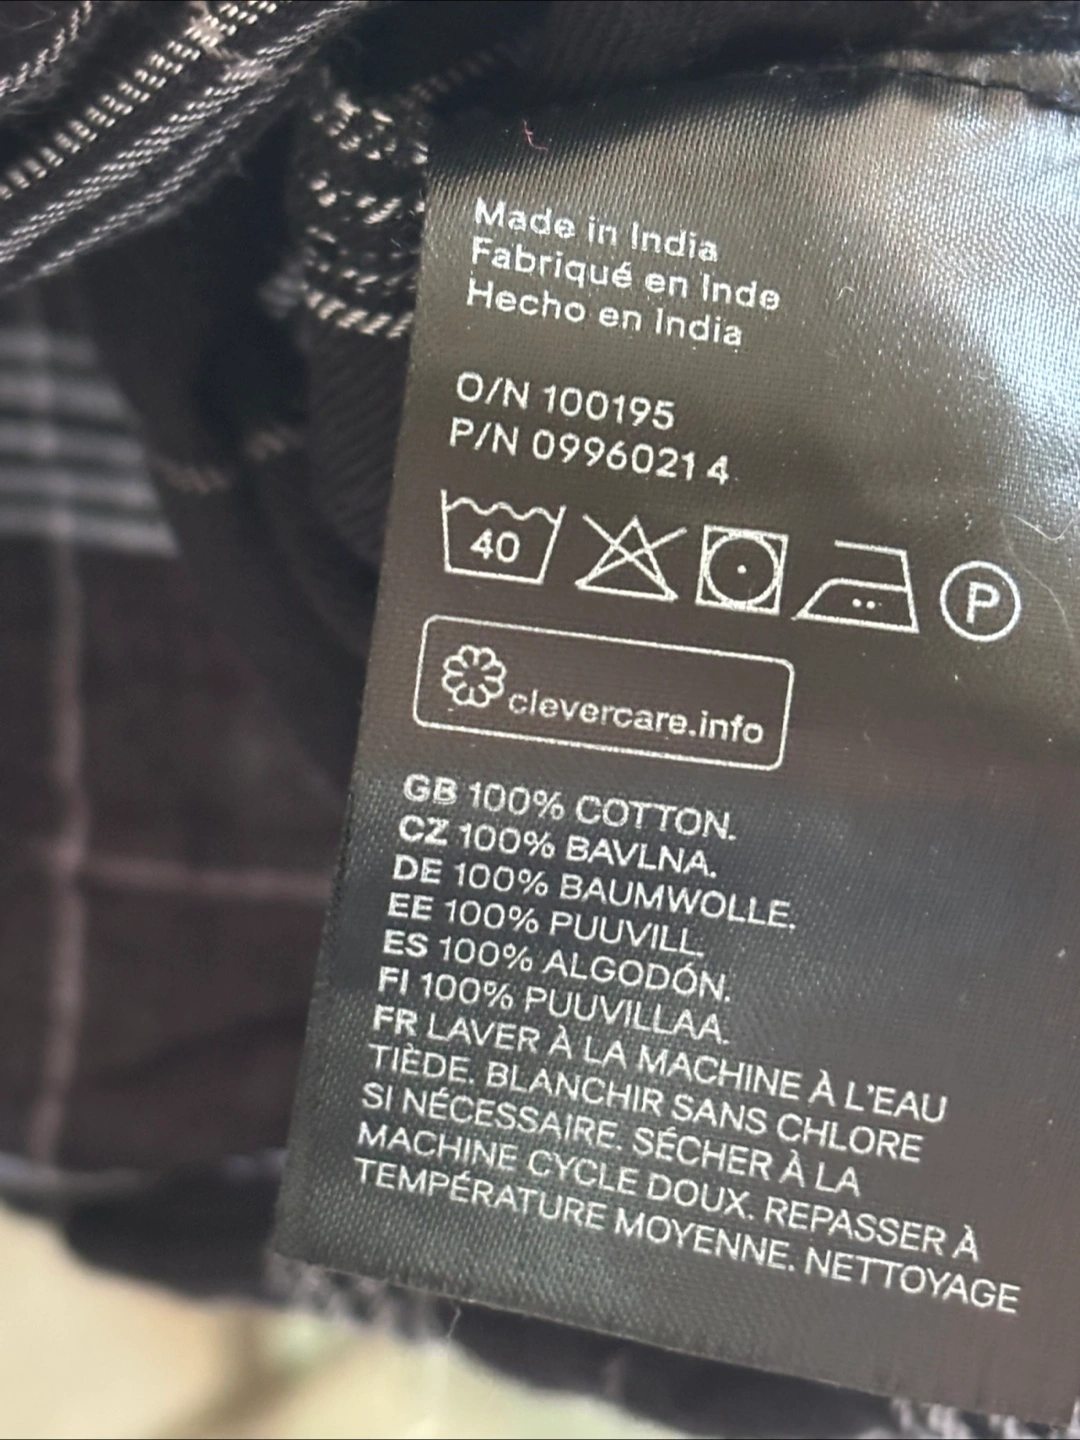 Made in India
Fabriqué en Inde
Hecho en India
O/N 100195
P/N 09960214
40
P
clevercare.info
GB 100% COTTON.
CZ 100% BAVLNA.
DE 100% BAUMWOLLE.
EE 100% PUUVILL.
ES 100% ALGODÓN.
FI 100% PUUVILLAA.
FR LAVER À LA MACHINE À L'EAU
TIÈDE. BLANCHIR SANS CHLORE
SI NÉCESSAIRE. SÉCHER À LA
MACHINE CYCLE DOUX. REPASSER À
TEMPÉRATURE MOYENNE. NETTOYAGE